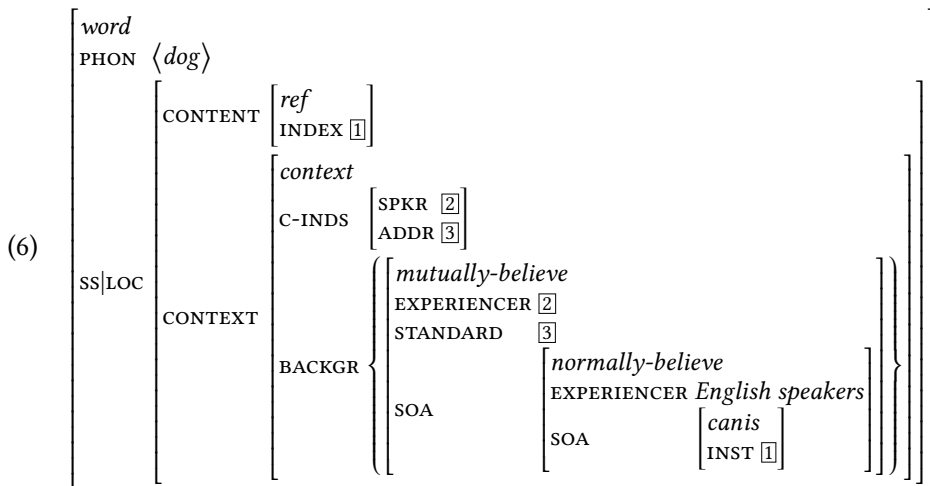 word
PHON ⟨dog⟩
CONTENT
ref
INDEX 1
context
C-INDS
SPKR 2
ADDR 3
(6)
SS|LOC
CONTEXT
mutually-believe
EXPERIENCER 2
STANDARD 3
BACKGR
normally-believe
EXPERIENCER English speakers
SOA
SOA
canis
INST 1